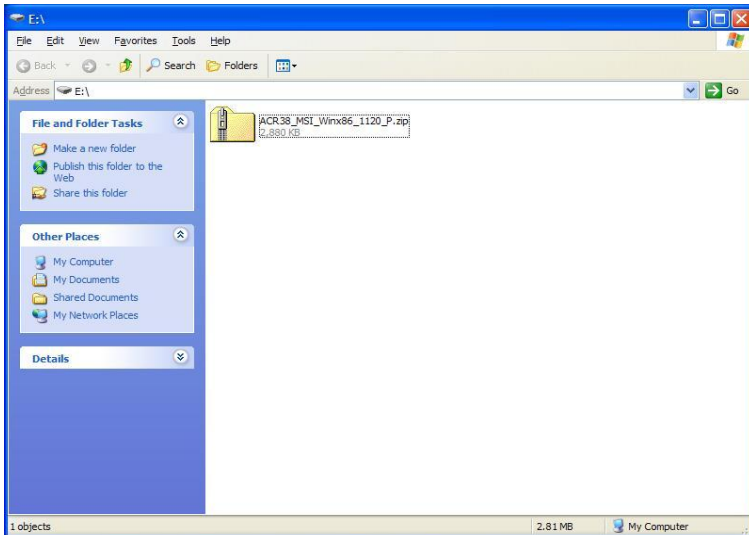 E:\
File Edit View Favorites Tools Help
Back Search Folders
Address E:\ Go
File and Folder Tasks
Make a new folder
Publish this folder to the
Web
Share this folder
Other Places
My Computer
My Documents
Shared Documents
My Network Places
Details
ACR38_MSI_Winx86_1120_P.zip
2,880 KB
1 objects 2.81 MB My Computer